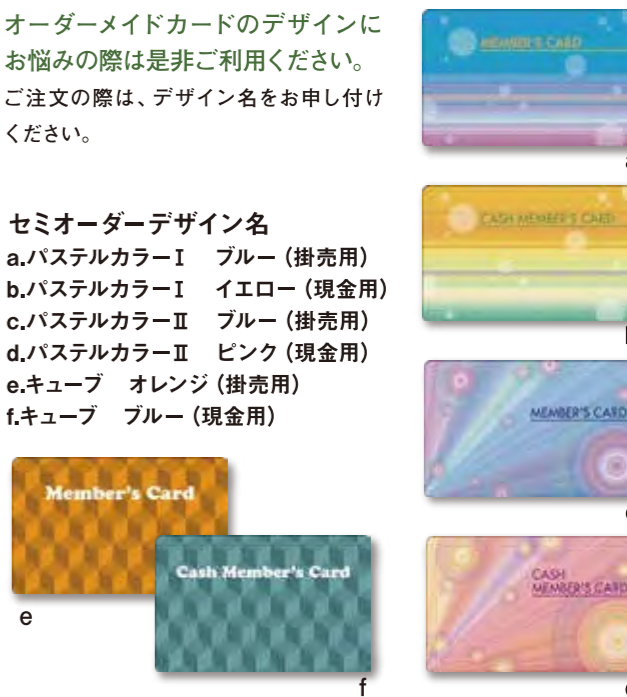 オーダーメイドカードのデザインに
お悩みの際は是非ご利用ください。
ご注文の際は、デザイン名をお申し付け
ください。
セミオーダーデザイン名
a.パステルカラーⅠ ブルー（掛売用）
b.パステルカラーⅠ イエロー（現金用）
c.パステルカラーⅡ ブルー（掛売用）
d.パステルカラーⅡ ピンク（現金用）
e.キューブ オレンジ（掛売用）
f.キューブ ブルー（現金用）
MEMBER'S CARD
CASH MEMBER'S CARD
MEMBER'S CARD
CASH
MEMBER'S CARD
Member's Card
e
Cash Member's Card
f